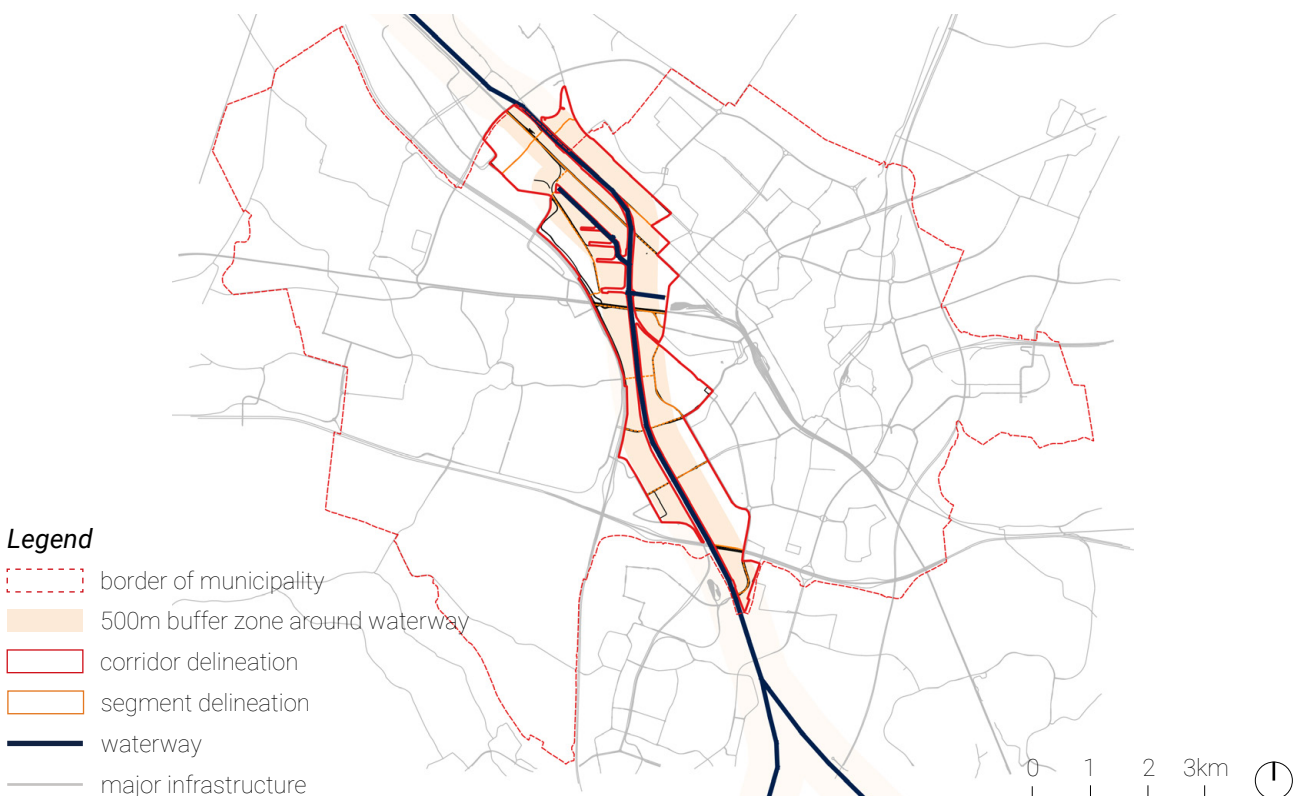 Legend
border of municipality
500m buffer zone around waterway
corridor delineation
segment delineation
waterway
major infrastructure
0 1 2 3km